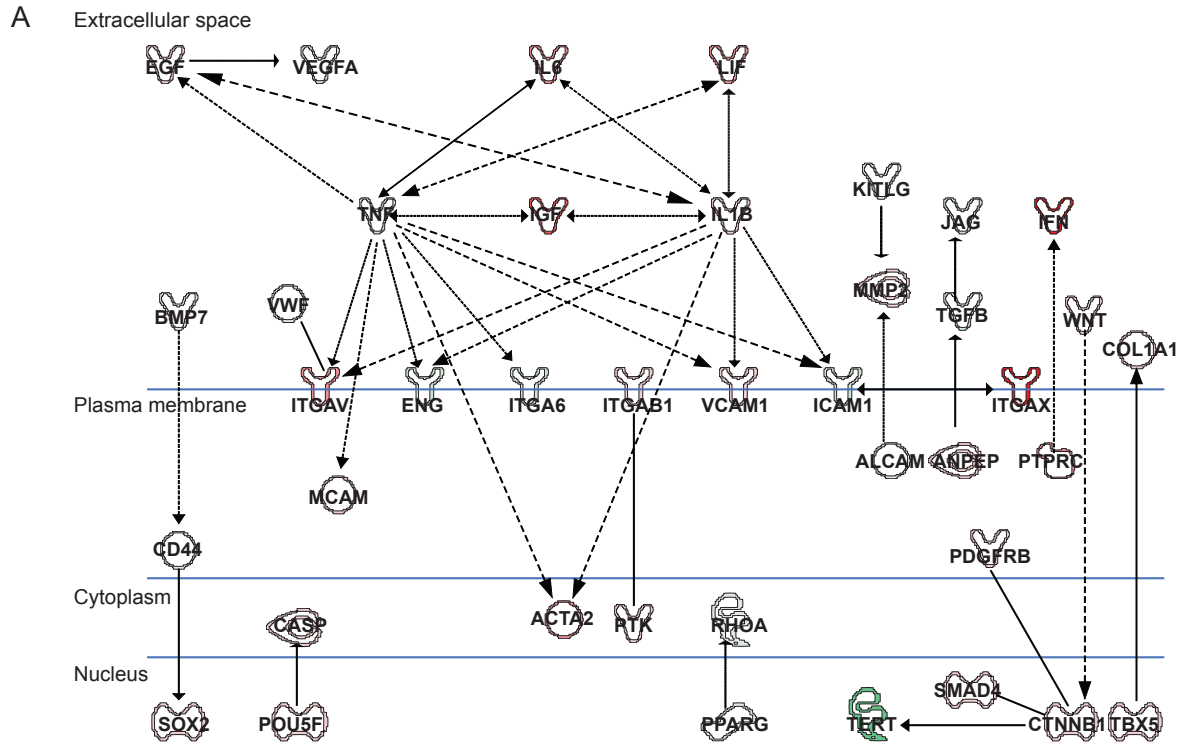 A
Extracellular space
EGF
VEGFA
IL6
LIF
TNF
IGF
IL1B
KITLG
JAG
IFN
BMP7
VWF
MMP2
TGFB
WNT
COL1A1
Plasma membrane
ITGAV
ENG
ITGA6
ITGAB1
VCAM1
ICAM1
ITGAX
MCAM
ALCAM
ANPEP
PTPRC
CD44
PDGFRB
Cytoplasm
CASP
ACTA2
PTK
RHOA
Nucleus
SOX2
POU5F
PPARG
TERT
SMAD4
CTNNB1
TBX5